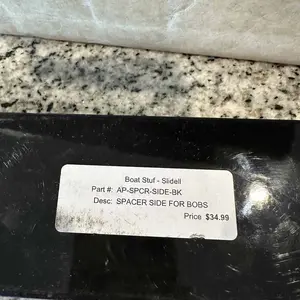 Boat Stuf - Slidell
Part #: AP-SPCR-SIDE-BK
Desc: SPACER SIDE FOR BOBS
Price $34.99